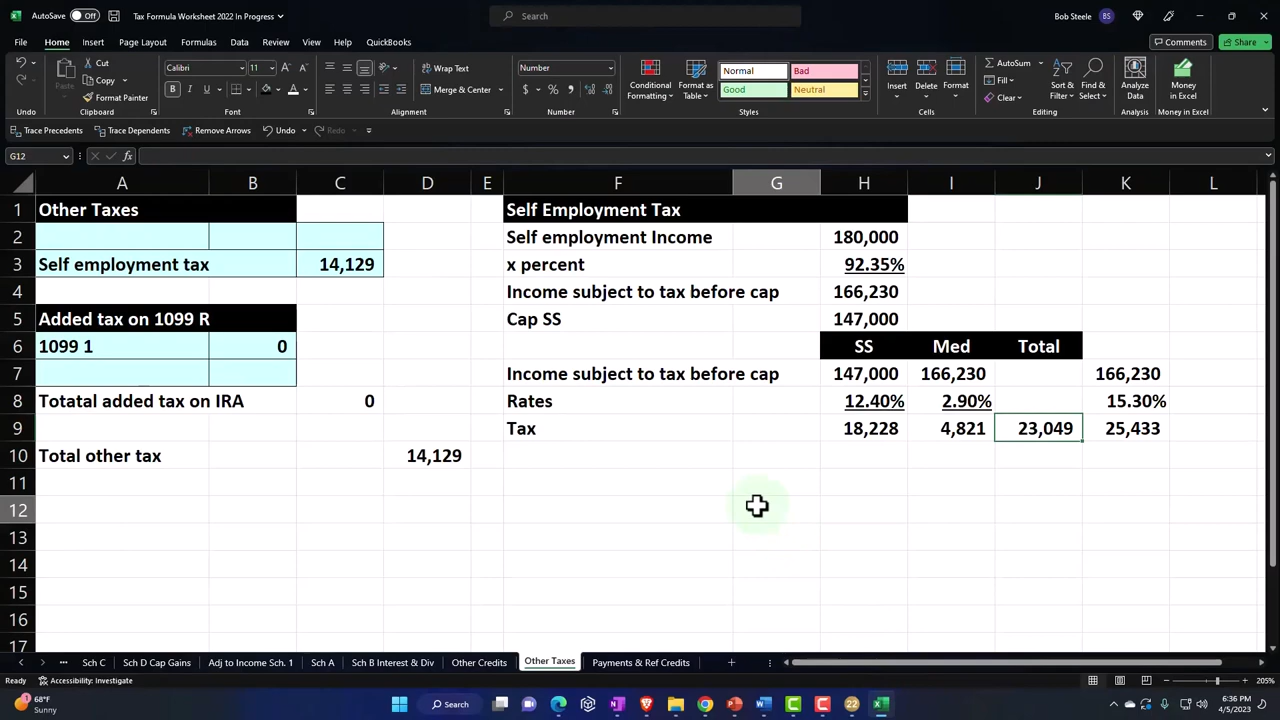 AutoSave Off Tax Formula Worksheet 2022 In Progress Search Bob Steele BS
File Home Insert Page Layout Formulas Data Review View Help QuickBooks Comments Share
Cut Calibri 11 Wrap Text Number Normal Bad AutoSum
Copy Paste Format Painter Merge & Center Conditional Formatting Format as Table Good Neutral Insert Delete Format Fill Clear Sort & Filter Find & Select Analyze Data Money in Excel
Undo Clipboard Font Alignment Number Styles Cells Editing Analysis Money in Excel
Trace Precedents Trace Dependents Remove Arrows Undo Redo
G12 fx
A B C D E F G H I J K L
1 Other Taxes Self Employment Tax
2 Self employment Income 180,000
3 Self employment tax 14,129 x percent 92.35%
4 Income subject to tax before cap 166,230
5 Added tax on 1099 R Cap SS 147,000
6 1099 1 0 SS Med Total
7 Income subject to tax before cap 147,000 166,230 166,230
8 Totatal added tax on IRA 0 Rates 12.40% 2.90% 15.30%
9 Tax 18,228 4,821 23,049 25,433
10 Total other tax 14,129
11
12
13
14
15
16
17
Sch C Sch D Cap Gains Adj to Income Sch. 1 Sch A Sch B Interest & Div Other Credits Other Taxes Payments & Ref Credits
Ready Accessibility: Investigate 205%
68°F Sunny Search 22 6:36 PM 4/5/2023